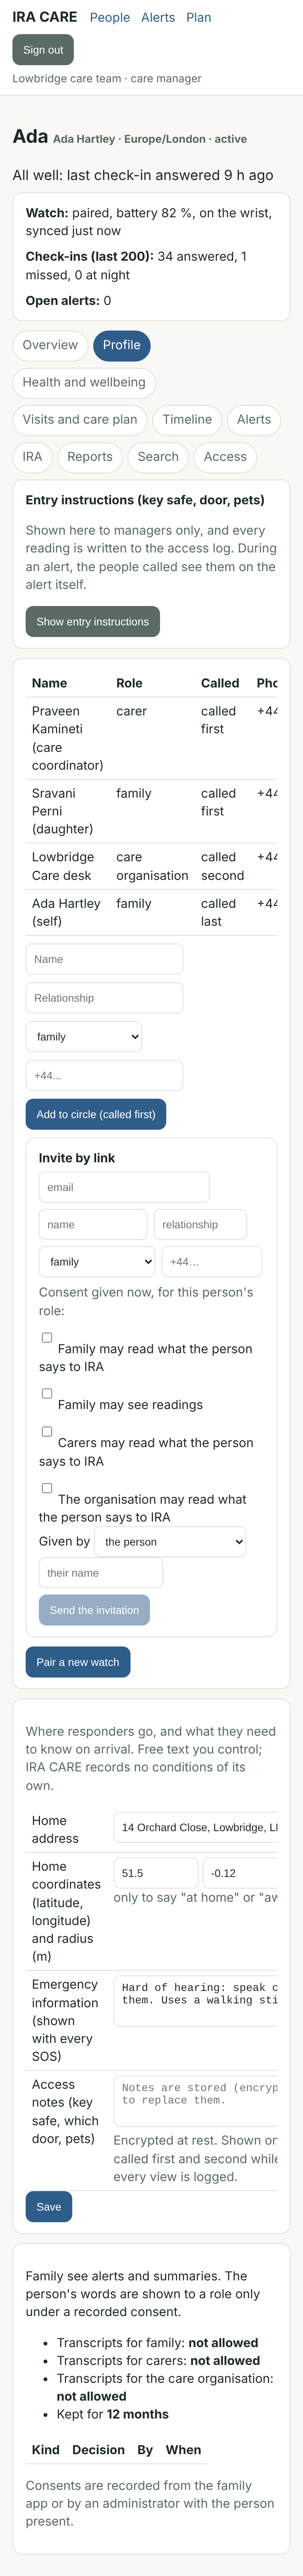 IRA CARE People Alerts Plan
Sign out
Lowbridge care team · care manager
Ada Ada Hartley · Europe/London · active
All well: last check-in answered 9 h ago
Watch: paired, battery 82 %, on the wrist,
synced just now
Check-ins (last 200): 34 answered, 1
missed, 0 at night
Open alerts: 0
Overview Profile
Health and wellbeing
Visits and care plan Timeline Alerts
IRA Reports Search Access
Entry instructions (key safe, door, pets)
Shown here to managers only, and every
reading is written to the access log. During
an alert, the people called see them on the
alert itself.
Show entry instructions
Name Role Called
Praveen carer called +44
Kamineti first
(care
coordinator)
Sravani family called +44
Perni first
(daughter)
Lowbridge care called +44
Care desk organisation second
Ada Hartley family called +44
(self) last
Name
Relationship
family
+44...
Add to circle (called first)
Invite by link
email
name relationship
family +44…
Consent given now, for this person's
role:
Family may read what the person
says to IRA
Family may see readings
Carers may read what the person
says to IRA
The organisation may read what
the person says to IRA
Given by the person
their name
Send the invitation
Pair a new watch
Where responders go, and what they need
to know on arrival. Free text you control;
IRA CARE records no conditions of its
own.
Home 14 Orchard Close, Lowbridge,
address
Home 51.5 -0.12
coordinates only to say "at home" or
(latitude,
longitude)
and radius
(m)
Emergency Hard of hearing: speak
information them. Uses a walking
(shown
with every
SOS)
Access Notes are stored
notes (key to replace them.
safe, which
door, pets) Encrypted at rest. Shown
called first and second while
every view is logged.
Save
Family see alerts and summaries. The
person's words are shown to a role only
under a recorded consent.
• Transcripts for family: not allowed
• Transcripts for carers: not allowed
• Transcripts for the care organisation:
not allowed
• Kept for 12 months
Kind Decision By When
Consents are recorded from the family
app or by an administrator with the person
present.